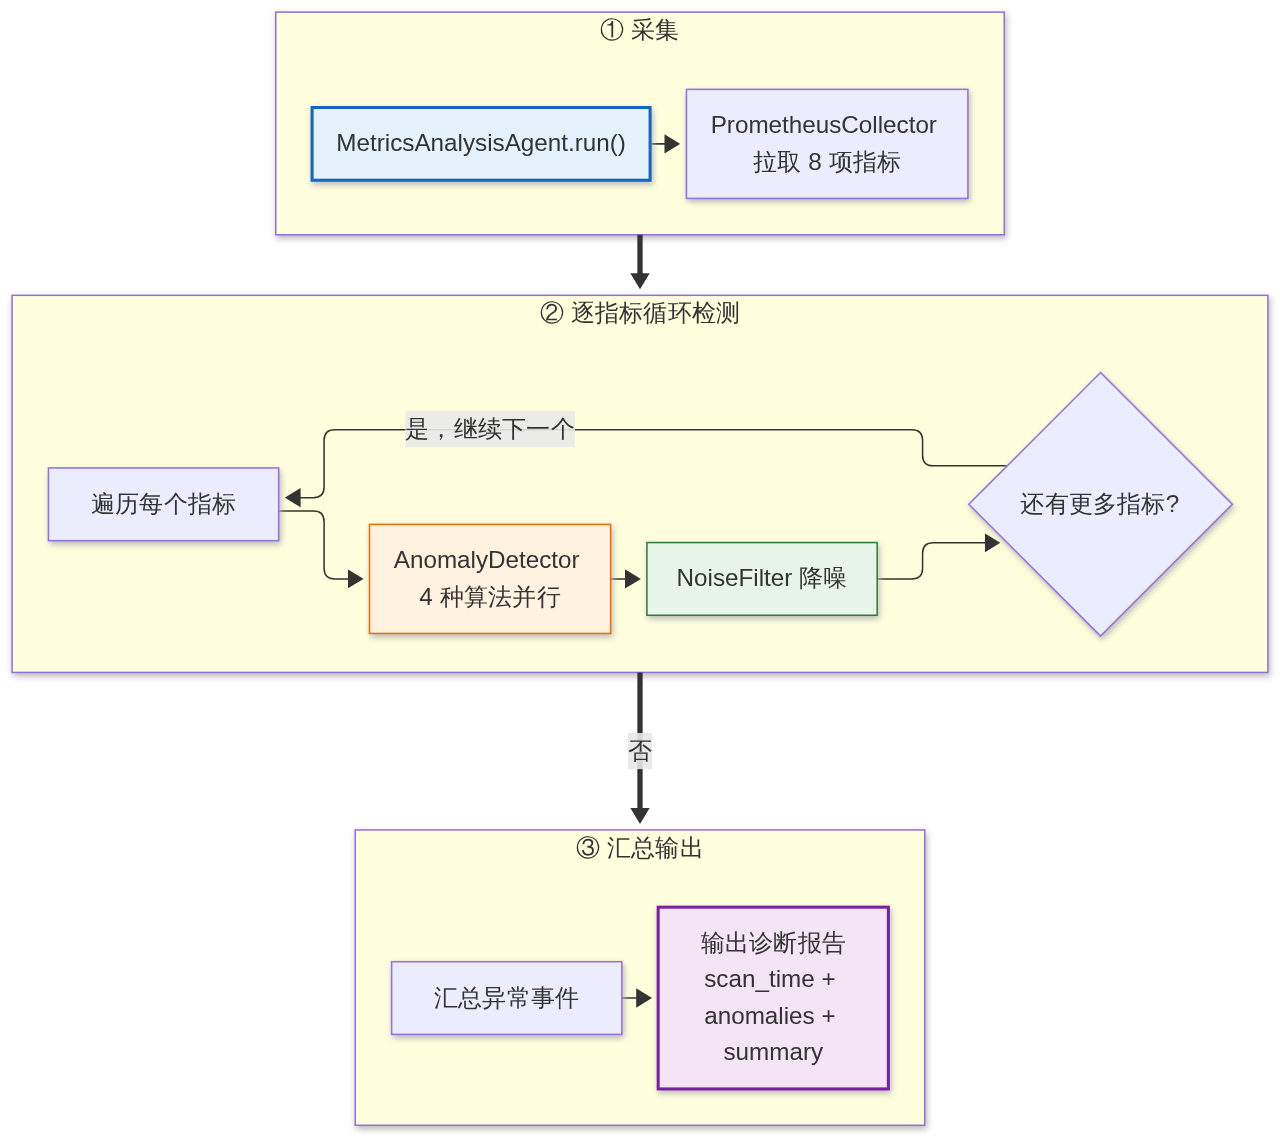 ① 采集
MetricsAnalysisAgent.run()
PrometheusCollector
拉取 8 项指标
② 逐指标循环检测
是，继续下一个
遍历每个指标
还有更多指标?
AnomalyDetector
4 种算法并行
NoiseFilter 降噪
否
③ 汇总输出
汇总异常事件
输出诊断报告
scan_time +
anomalies +
summary